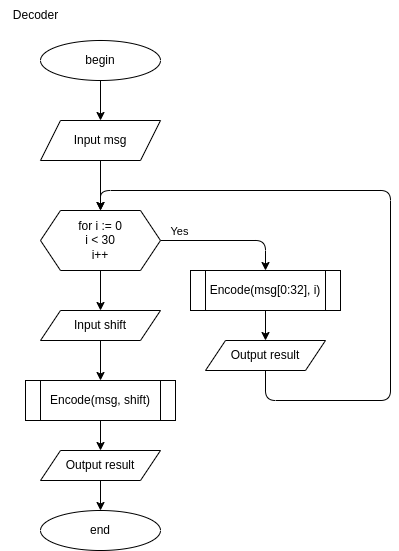 Decoder
begin
Input msg
for i := 0
i < 30
i++
Yes
Encode(msg[0:32], i)
Output result
Input shift
Encode(msg, shift)
Output result
end